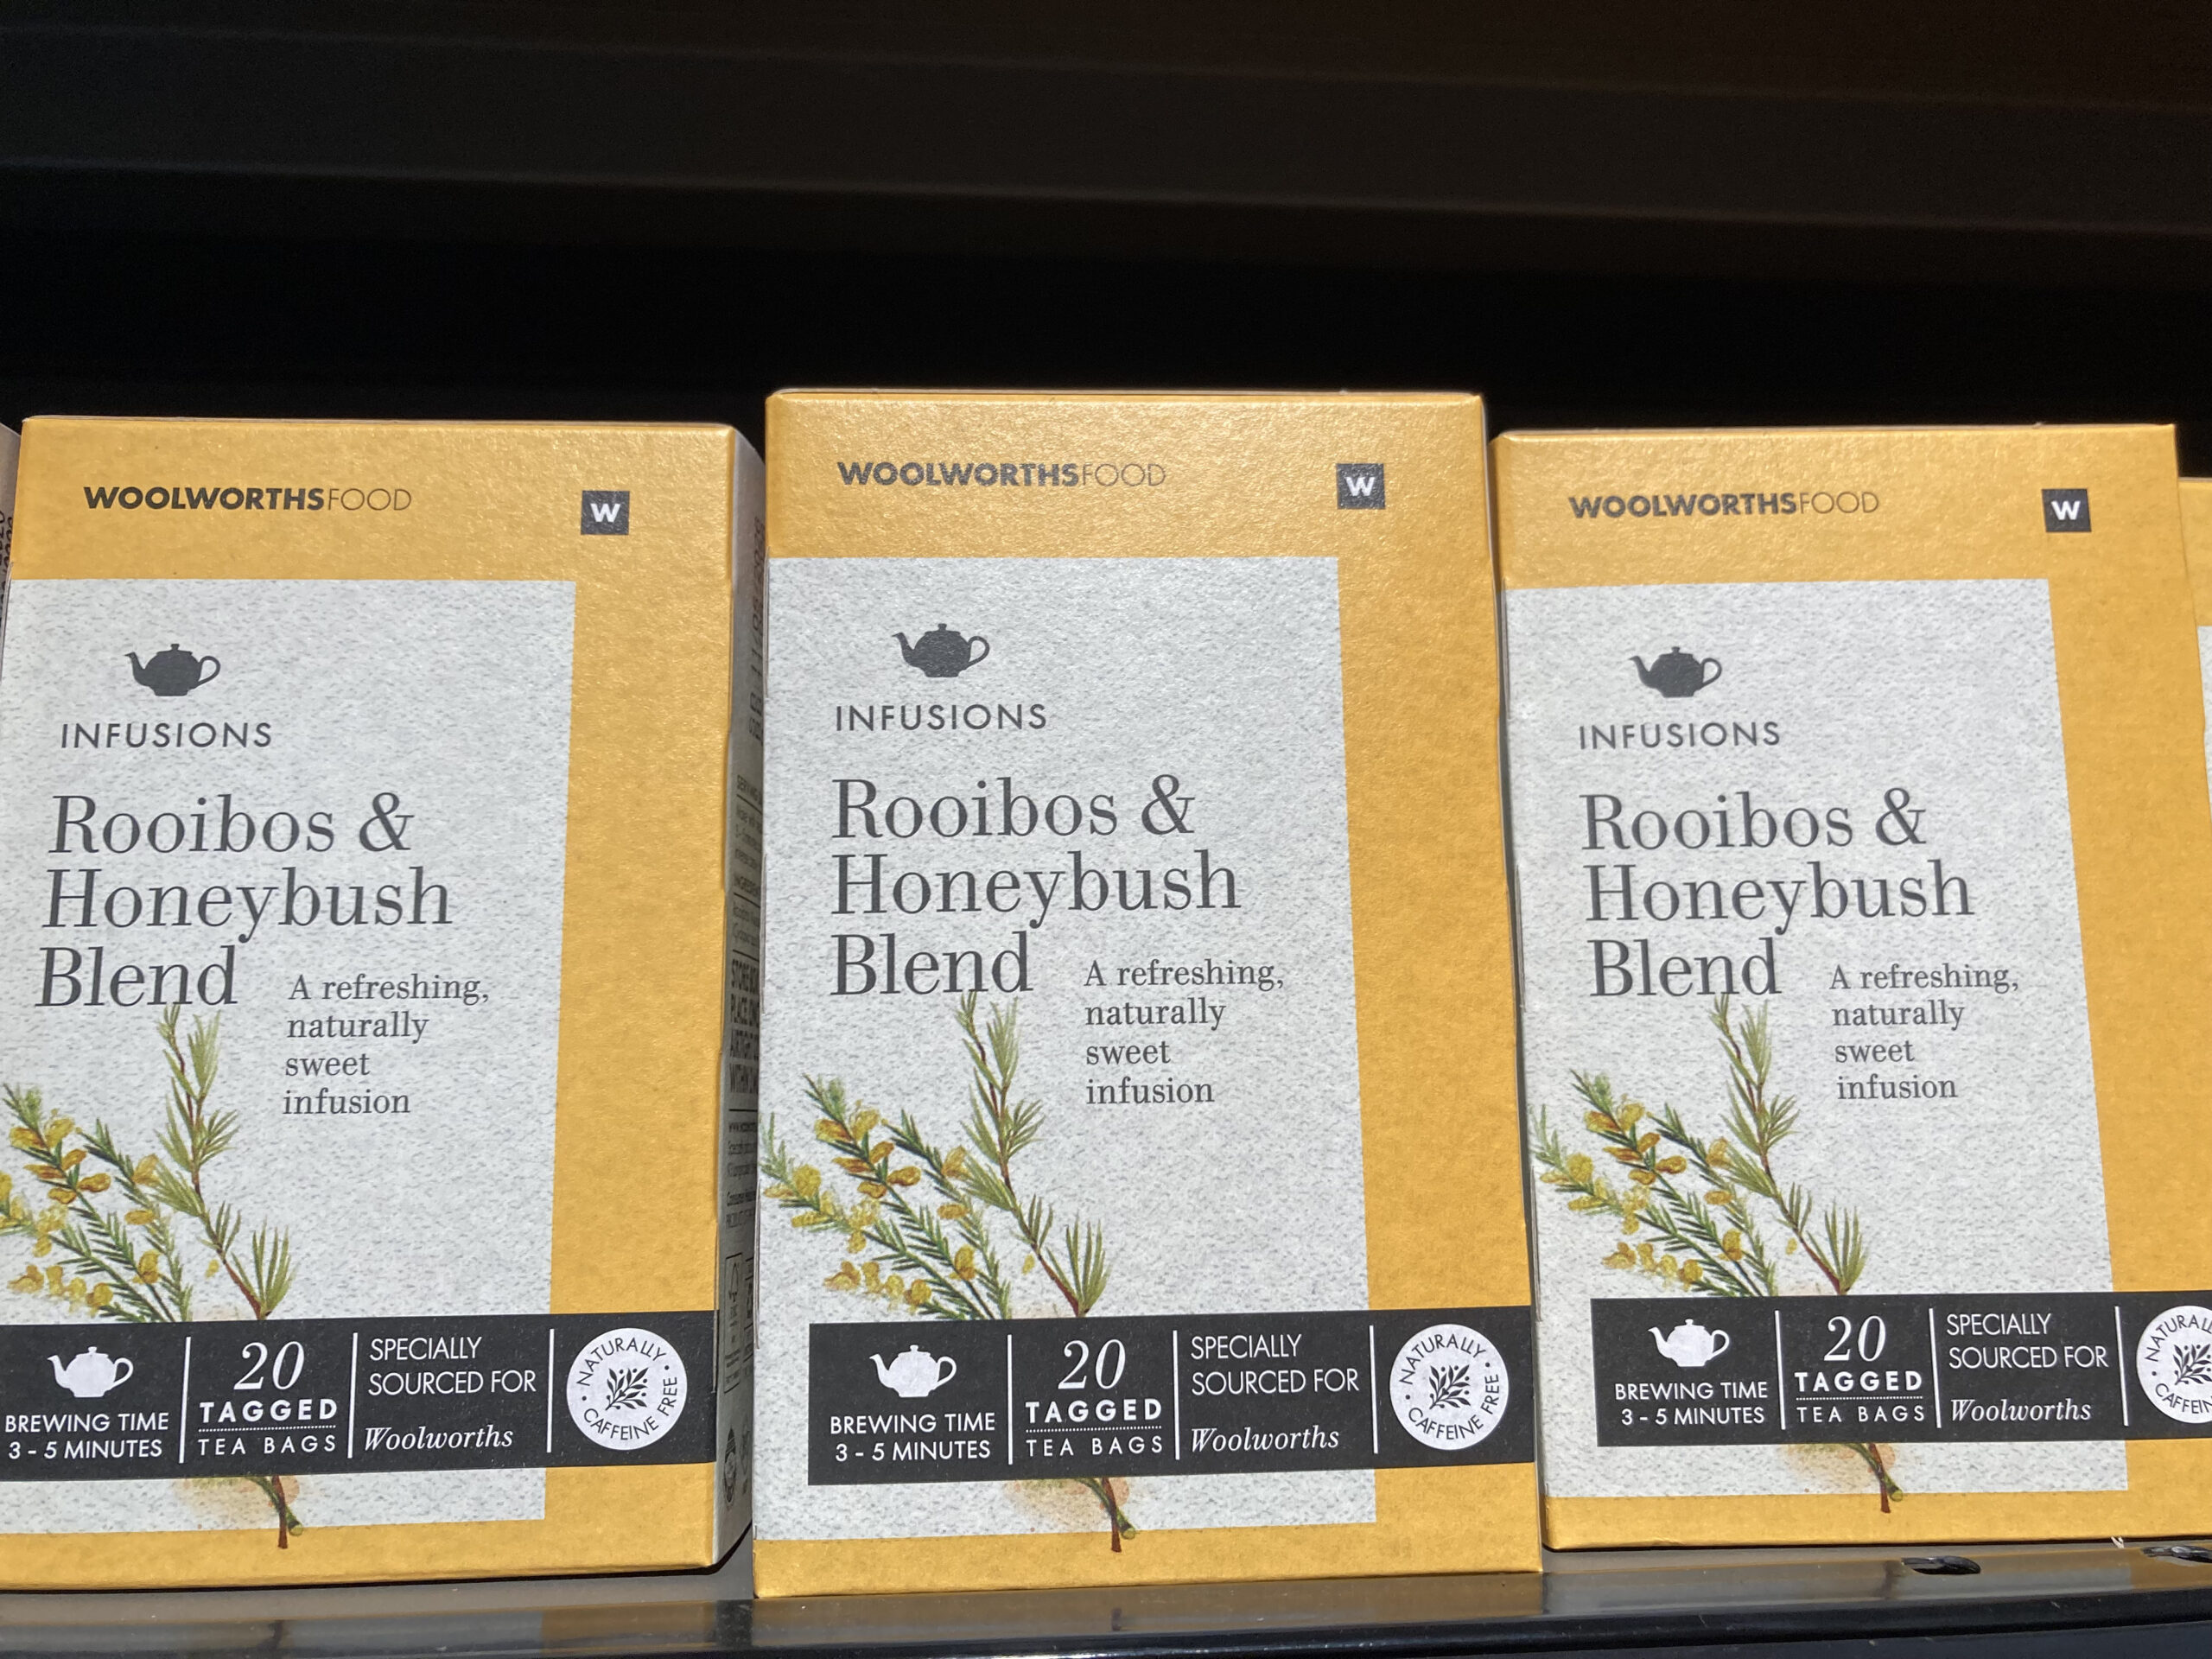 WOOLWORTHSFOOD
W
INFUSIONS
Rooibos &
Honeybush
Blend
A refreshing,
naturally
sweet
infusion
BREWING TIME
3 - 5 MINUTES
20
TAGGED
TEA BAGS
SPECIALLY
SOURCED FOR
Woolworths
NATURALLY
CAFFEINE FREE
WOOLWORTHSFOOD
W
INFUSIONS
Rooibos &
Honeybush
Blend
A refreshing,
naturally
sweet
infusion
BREWING TIME
3 - 5 MINUTES
20
TAGGED
TEA BAGS
SPECIALLY
SOURCED FOR
Woolworths
NATURALLY
CAFFEINE FREE
WOOLWORTHSFOOD
W
INFUSIONS
Rooibos &
Honeybush
Blend
A refreshing,
naturally
sweet
infusion
BREWING TIME
3 - 5 MINUTES
20
TAGGED
TEA BAGS
SPECIALLY
SOURCED FOR
Woolworths